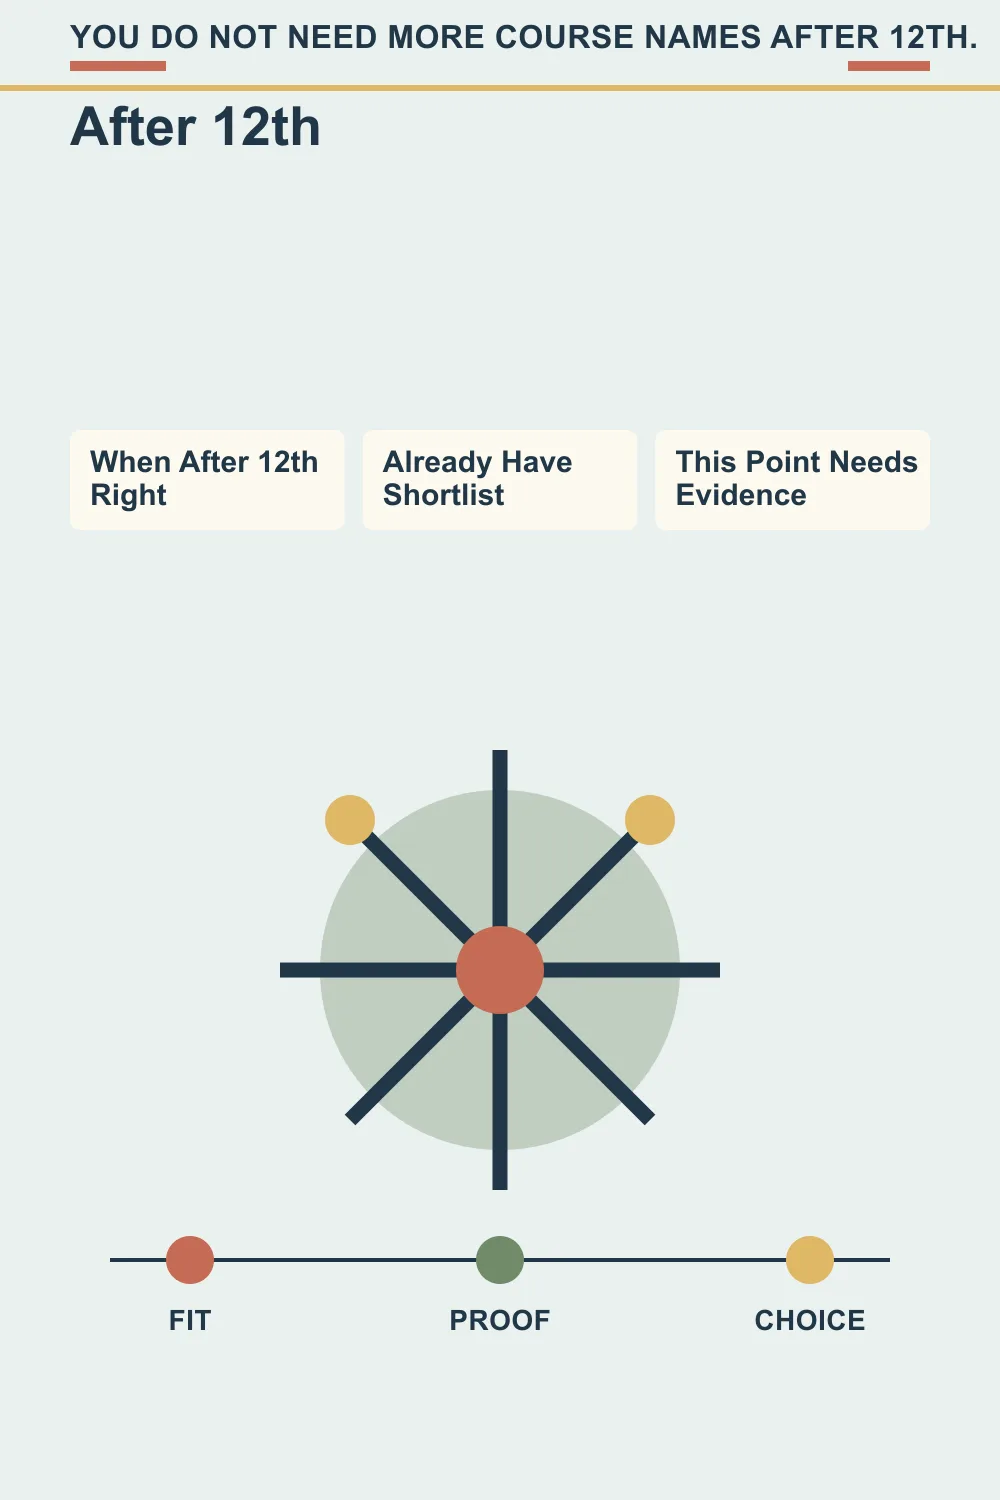 YOU DO NOT NEED MORE COURSE NAMES AFTER 12TH.
After 12th
When After 12th
Right
Already Have
Shortlist
This Point Needs
Evidence
FIT
PROOF
CHOICE